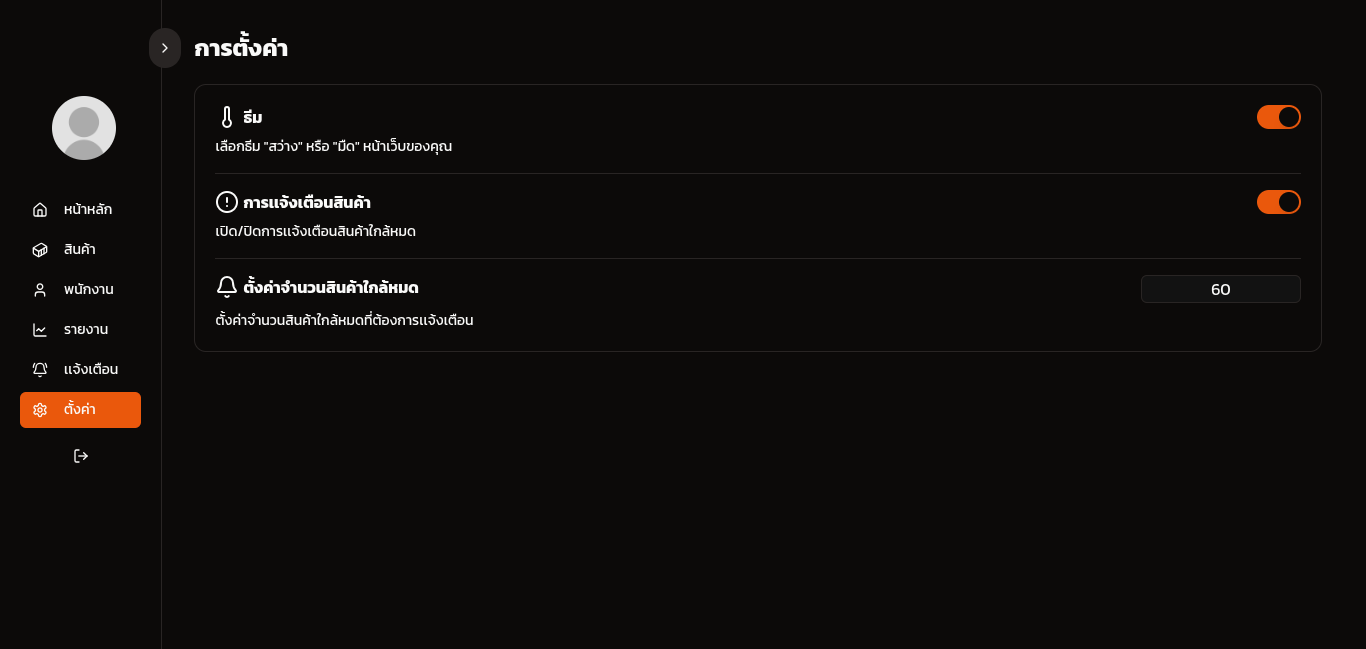 การตั้งค่า
หน้าหลัก
สินค้า
พนักงาน
รายงาน
แจ้งเตือน
ตั้งค่า
ธีม
เลือกธีม "สว่าง" หรือ "มืด" หน้าเว็บของคุณ
การแจ้งเตือนสินค้า
เปิด/ปิดการแจ้งเตือนสินค้าใกล้หมด
ตั้งค่าจำนวนสินค้าใกล้หมด
60
ตั้งค่าจำนวนสินค้าใกล้หมดที่ต้องการแจ้งเตือน